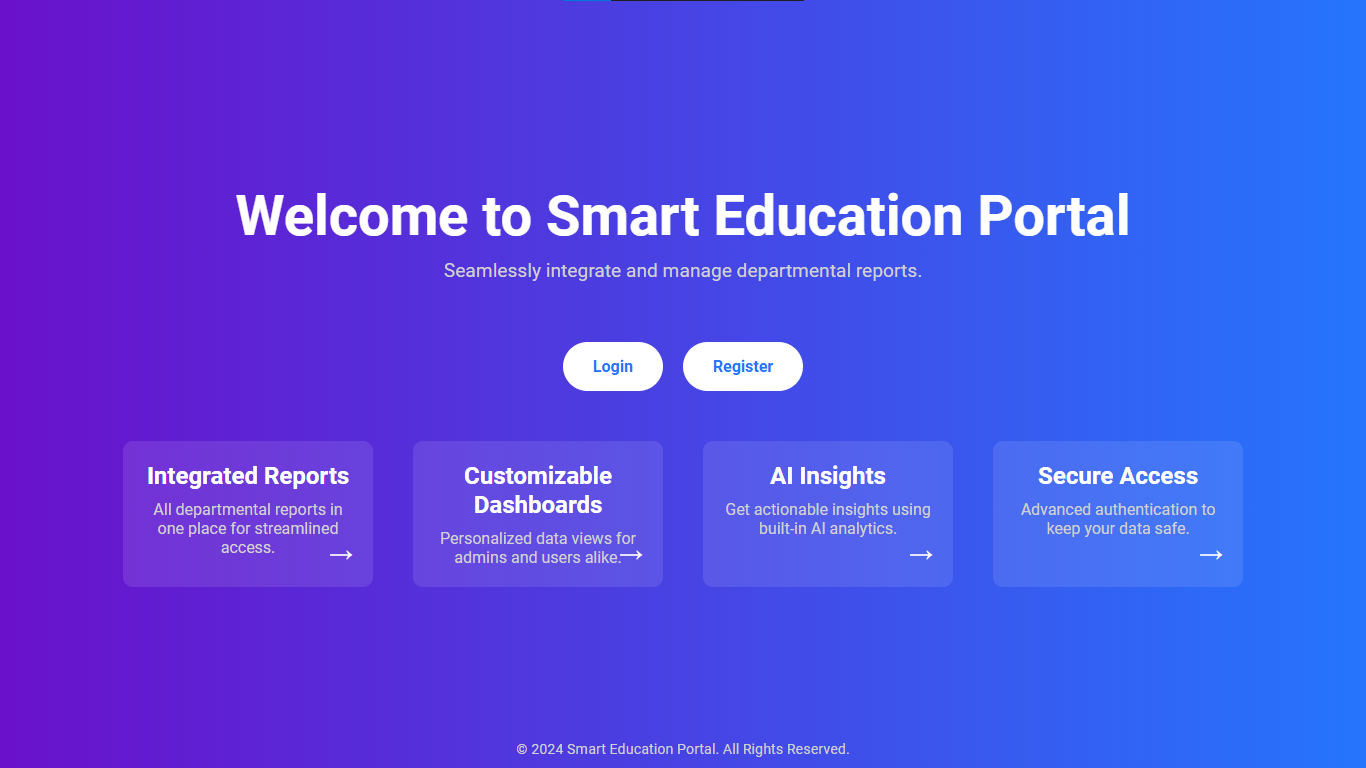 Welcome to Smart Education Portal
Seamlessly integrate and manage departmental reports.
Login
Register
Integrated Reports
All departmental reports in
one place for streamlined
access.
→
Customizable
Dashboards
Personalized data views for
admins and users alike.
→
AI Insights
Get actionable insights using
built-in AI analytics.
→
Secure Access
Advanced authentication to
keep your data safe.
→
© 2024 Smart Education Portal. All Rights Reserved.